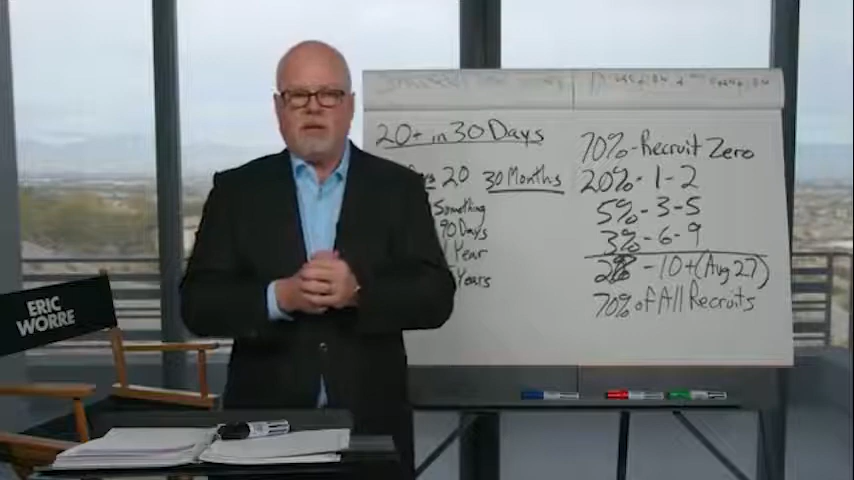 ERIC
WORRE
20+ in 30 Days
20 30 Months
Something
90 Days
Year
Years
70%-Recruit Zero
20%-1-2
5%-3-5
3%-6-9
2%-10+(Aug 27)
70% of All Recruits